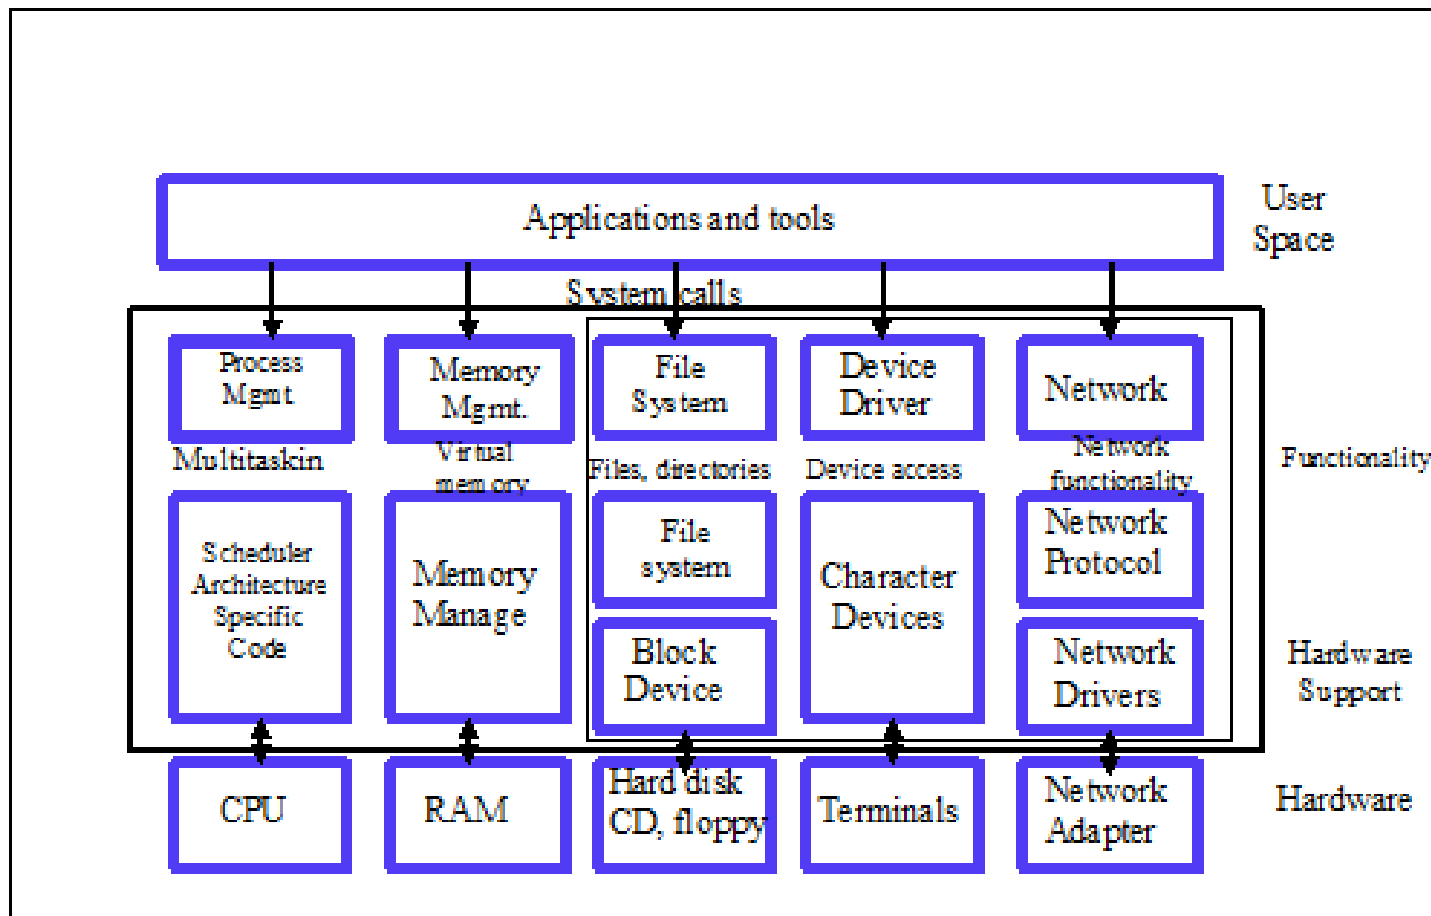 Applications and tools
User
Space
System calls
Process
Mgmt.
Memory
Mgmt.
File
System
Device
Driver
Network
Multitaskin
Virtual
memory
Files, directories
Device access
Network
functionality
Functionality
Scheduler
Architecture
Specific
Code
Memory
Manage
File
system
Block
Device
Character
Devices
Network
Protocol
Network
Drivers
Hardware
Support
CPU
RAM
Hard disk
CD, floppy
Terminals
Network
Adapter
Hardware